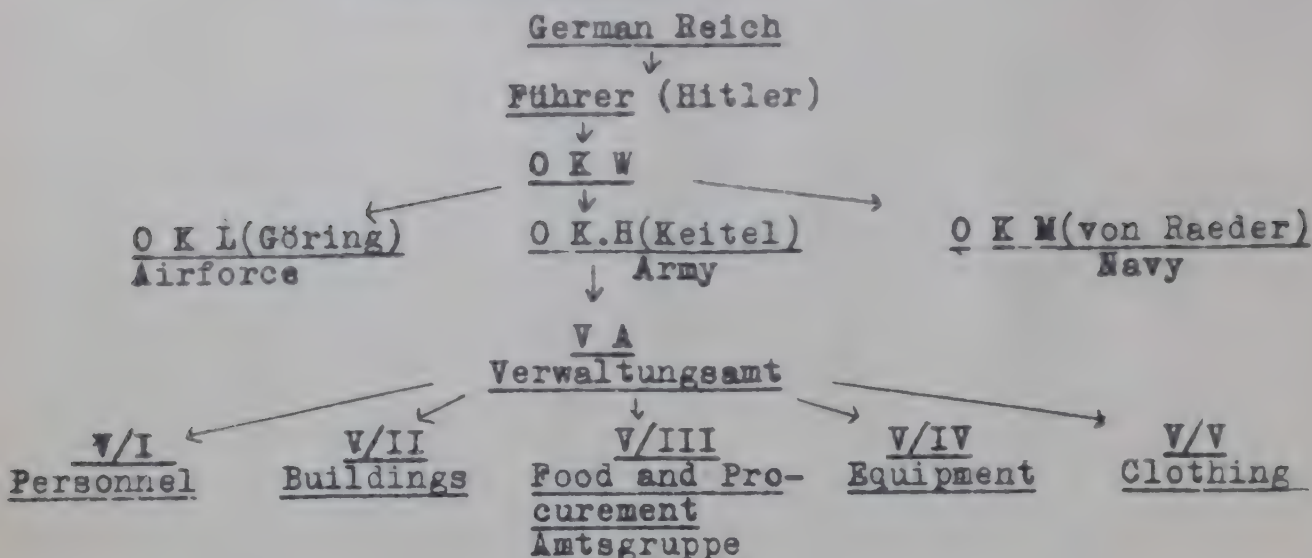 German Reich
Führer (Hitler)
O K W
O K L(Göring) O K.H(Keitel) O K M(von Raeder)
Airforce Army Navy
V A
Verwaltungsamt
V/I V/II V/III V/IV V/V
Personnel Buildings Food and Pro- Equipment Clothing
curement
Amtsgruppe